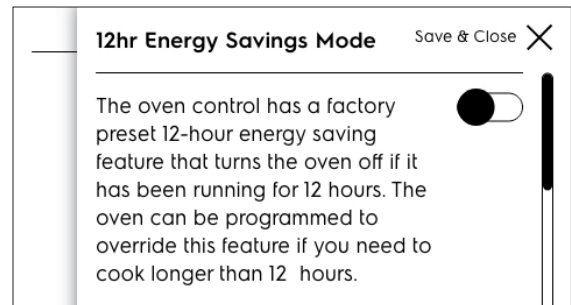 12hr Energy Savings Mode
Save & Close
The oven control has a factory
preset 12-hour energy saving
feature that turns the oven off if it
has been running for 12 hours. The
oven can be programmed to
override this feature if you need to
cook longer than 12  hours.